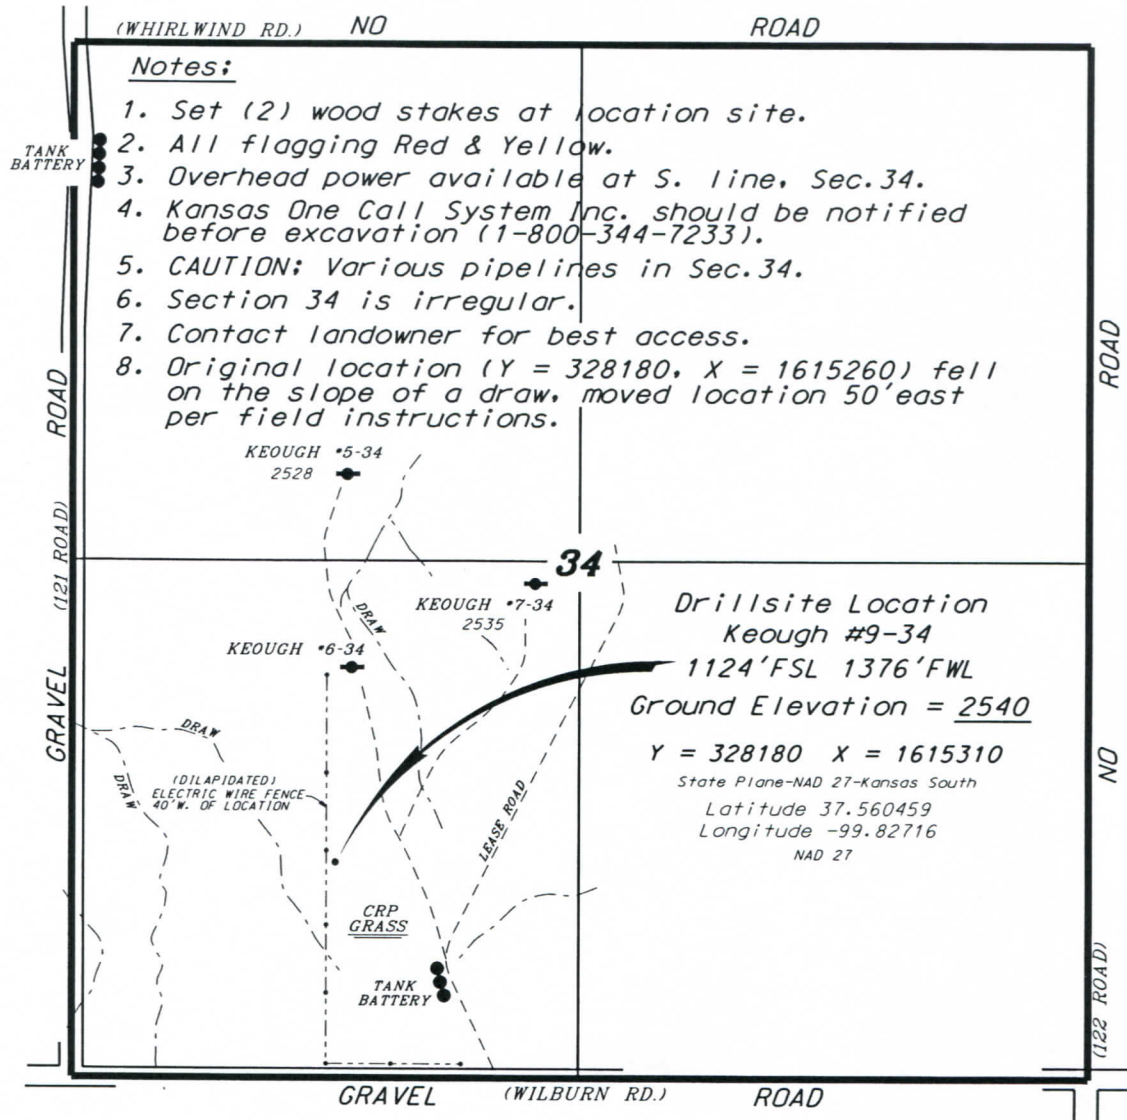 (WHIRLWIND RD.) NO ROAD
Notes:
1. Set (2) wood stakes at location site.
2. All flagging Red & Yellow.
3. Overhead power available at S. line, Sec.34.
4. Kansas One Call System Inc. should be notified
before excavation (1-800-344-7233).
5. CAUTION: Various pipelines in Sec.34.
6. Section 34 is irregular.
7. Contact landowner for best access.
8. Original location (Y = 328180, X = 1615260) fell
on the slope of a draw, moved location 50'east
per field instructions.
TANK
BATTERY
GRAVEL (121 ROAD) ROAD
NO (122 ROAD) ROAD
KEOUGH •5-34
2528
34
KEOUGH •7-34
2535
DRAW
KEOUGH •6-34
Drillsite Location
Keough #9-34
1124'FSL 1376'FWL
Ground Elevation = 2540
Y = 328180 X = 1615310
State Plane-NAD 27-Kansas South
Latitude 37.560459
Longitude -99.82716
NAD 27
DRAW
DRAW
(DILAPIDATED)
ELECTRIC WIRE FENCE
40'W. OF LOCATION
LEASE ROAD
CRP
GRASS
TANK
BATTERY
GRAVEL (WILBURN RD.) ROAD